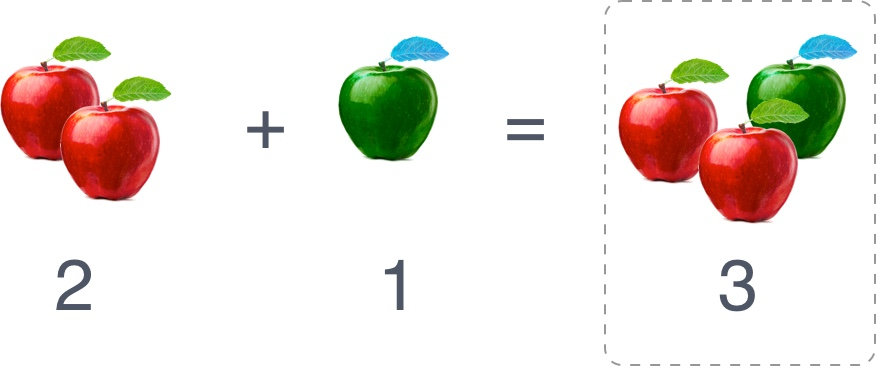 + =
2 1 3